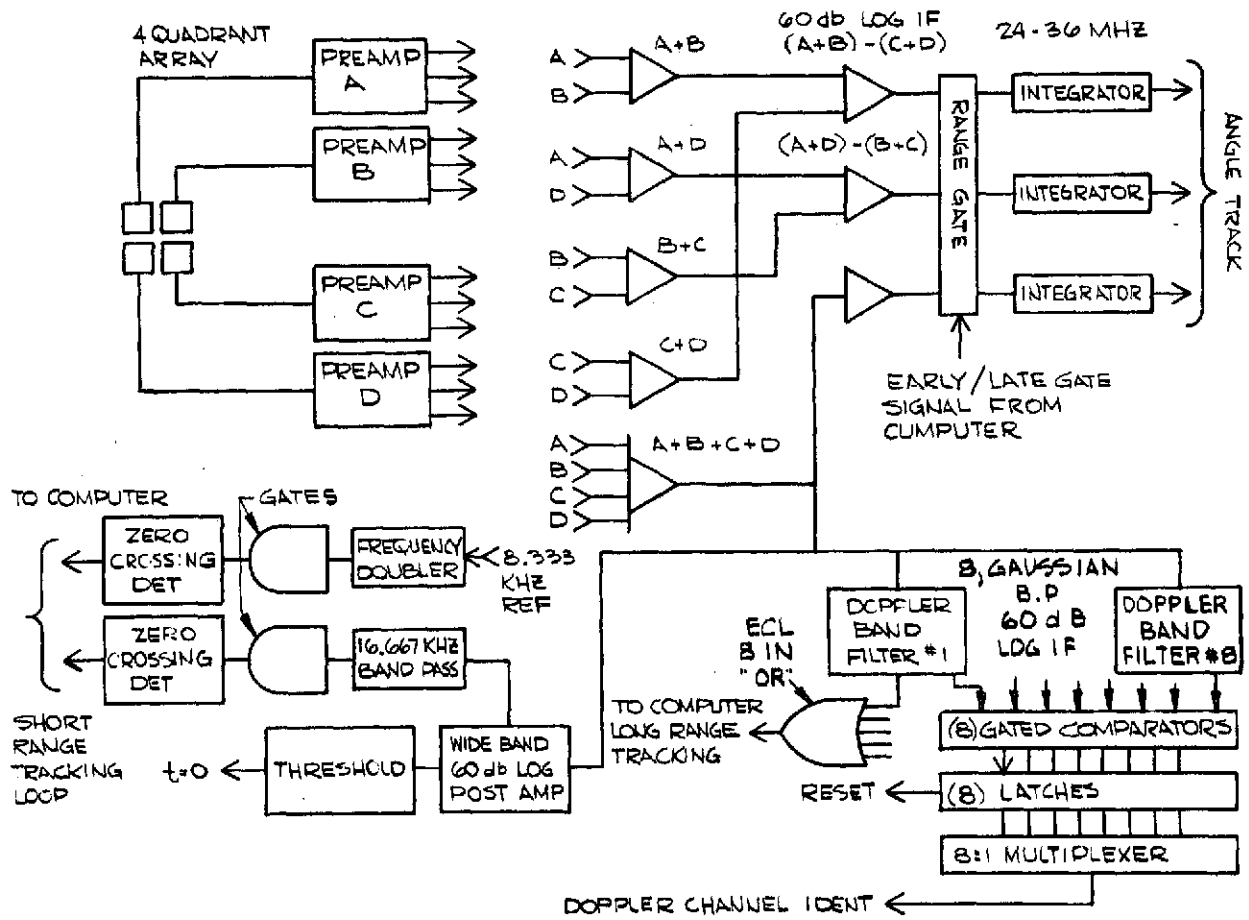 4 QUADRANT
ARRAY
PREAMP
A
PREAMP
B
PREAMP
C
PREAMP
D
A
B
A+B
A
D
A+D
B
C
B+C
C
D
C+D
A
B
C
D
A+B+C+D
60 db LOG IF
(A+B)-(C+D)
(A+D)-(B+C)
24-36 MHZ
RANGE GATE
INTEGRATOR
INTEGRATOR
INTEGRATOR
ANGLE TRACK
EARLY/LATE GATE
SIGNAL FROM
CUMPUTER
TO COMPUTER
GATES
ZERO
CROSSING
DET
FREQUENCY
DOUBLER
8.333
KHZ
REF
ZERO
CROSSING
DET
16.667 KHZ
BAND PASS
SHORT
RANGE
TRACKING
LOOP
t=0
THRESHOLD
WIDE BAND
60 db LOG
POST AMP
ECL
8 IN
"OR"
TO COMPUTER
LONG RANGE
TRACKING
DOPPLER
BAND
FILTER #1
8, GAUSSIAN
B.P
60 dB
LOG IF
DOPPLER
BAND
FILTER #8
(8) GATED COMPARATORS
RESET
(8) LATCHES
8:1 MULTIPLEXER
DOPPLER CHANNEL IDENT